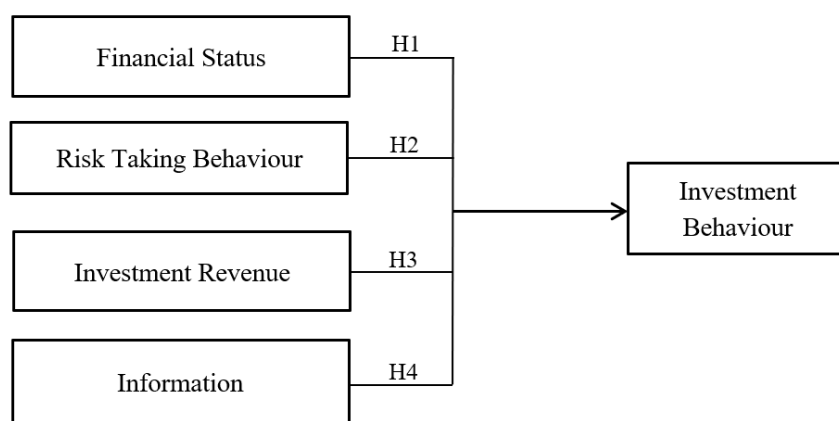 Financial Status
H1
Risk Taking Behaviour
H2
Investment Revenue
H3
Information
H4
Investment
Behaviour